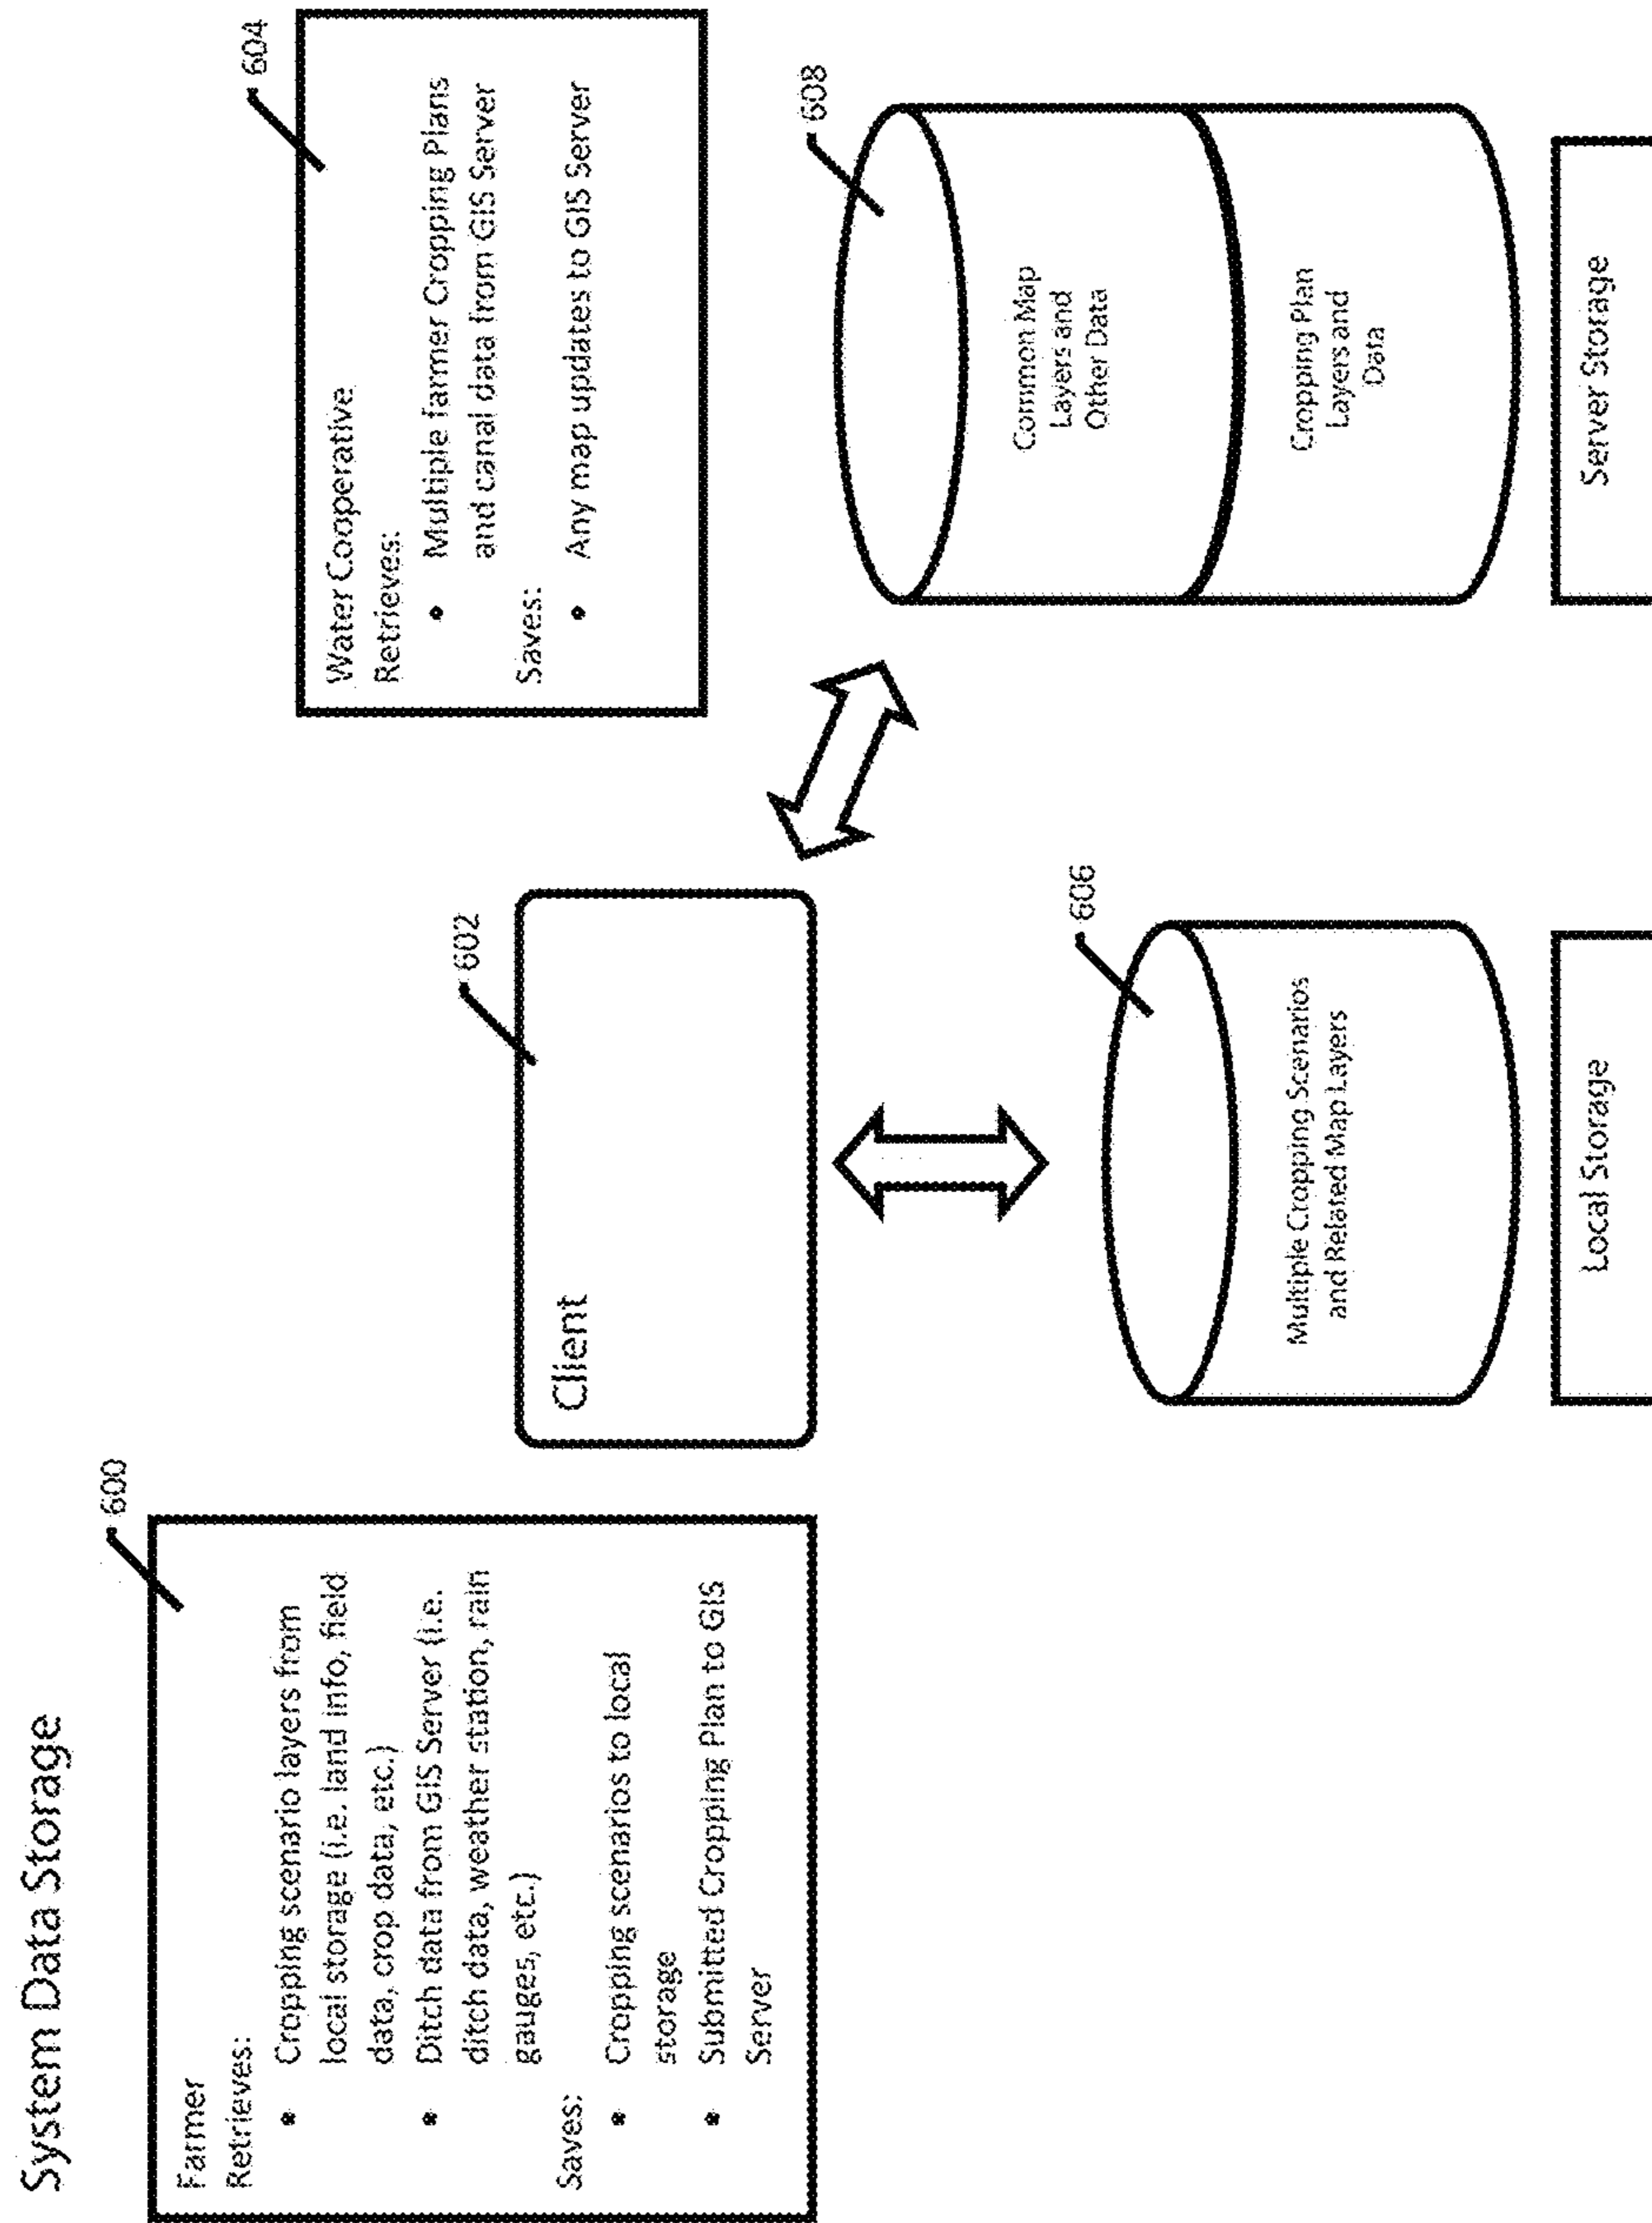 System Data Storage
600
Farmer
Retrieves:
• Cropping scenario layers from
local storage (i.e. land info, field
data, crop data, etc.)
• Ditch data from GIS Server (i.e.
ditch data, weather station, rain
gauges, etc.)
Saves:
• Cropping scenarios to local
storage
• Submitted Cropping Plan to GIS
Server
602
Client
604
Water Cooperative
Retrieves:
• Multiple farmer Cropping Plans
and canal data from GIS Server
Saves:
• Any map updates to GIS Server
606
Multiple Cropping Scenarios
and Related Map Layers
Local Storage
608
Common Map
Layers and
Other Data
Cropping Plan
Layers and
Data
Server Storage